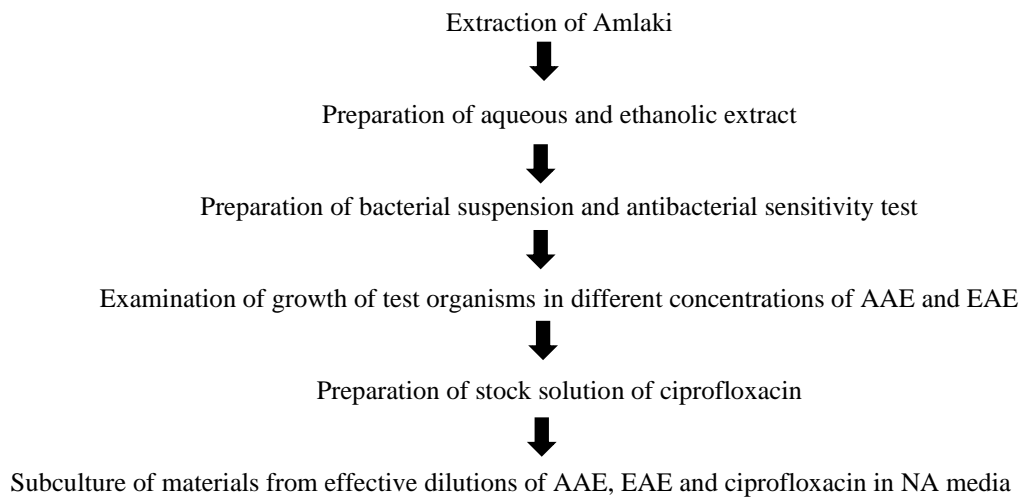 Extraction of Amlaki
Preparation of aqueous and ethanolic extract
Preparation of bacterial suspension and antibacterial sensitivity test
Examination of growth of test organisms in different concentrations of AAE and EAE
Preparation of stock solution of ciprofloxacin
Subculture of materials from effective dilutions of AAE, EAE and ciprofloxacin in NA media